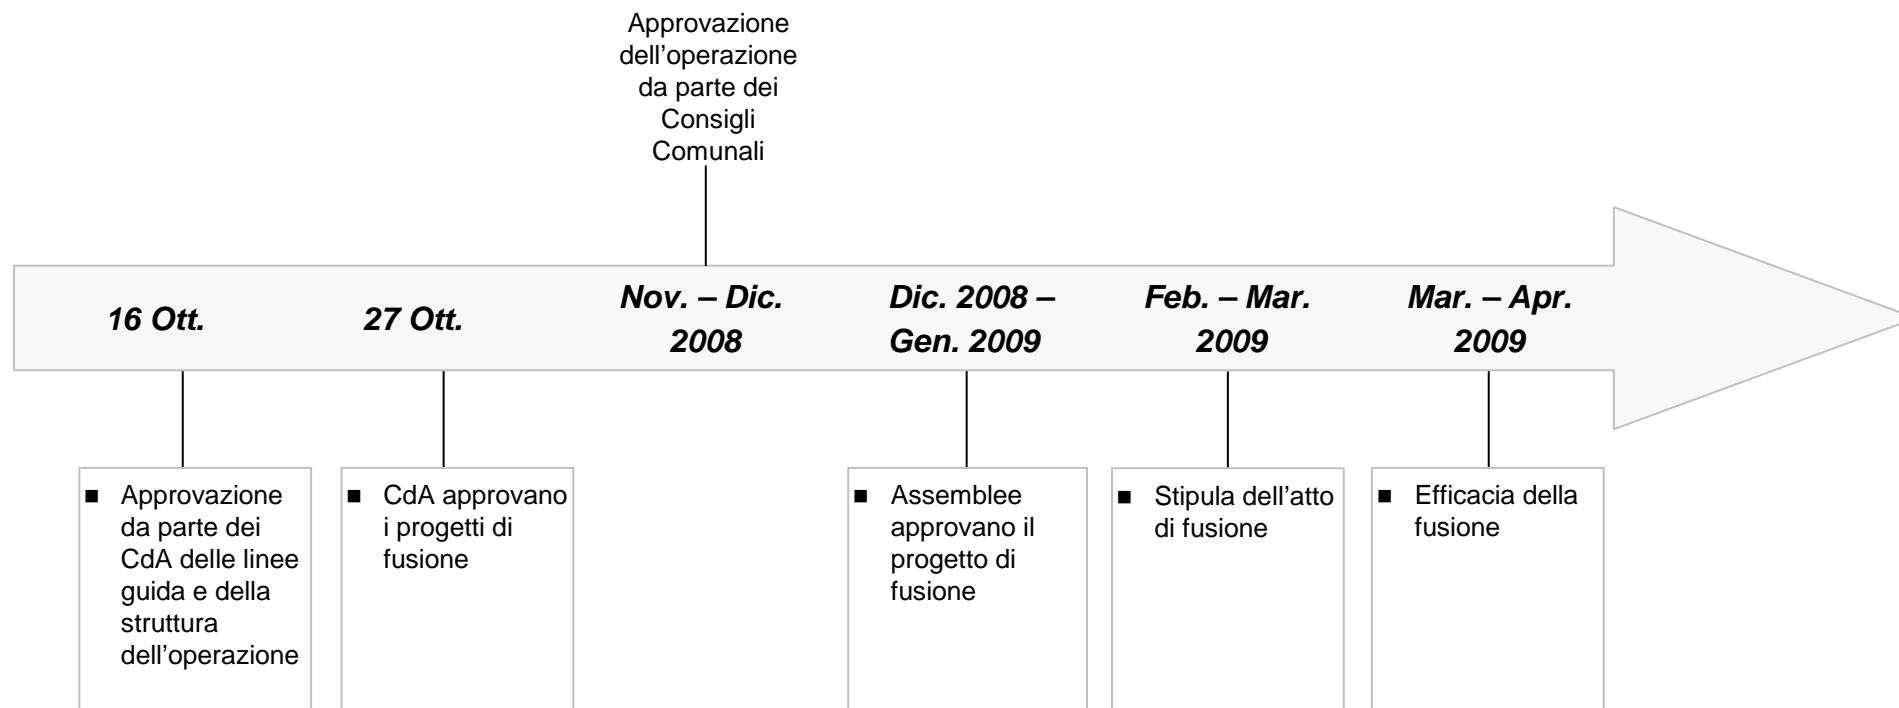 Approvazione
dell’operazione
da parte dei
Consigli
Comunali
16 Ott.
27 Ott.
Nov. – Dic.
2008
Dic. 2008 –
Gen. 2009
Feb. – Mar.
2009
Mar. – Apr.
2009
■ Approvazione
da parte dei
CdA delle linee
guida e della
struttura
dell’operazione
■ CdA approvano
i progetti di
fusione
■ Assemblee
approvano il
progetto di
fusione
■ Stipula dell’atto
di fusione
■ Efficacia della
fusione